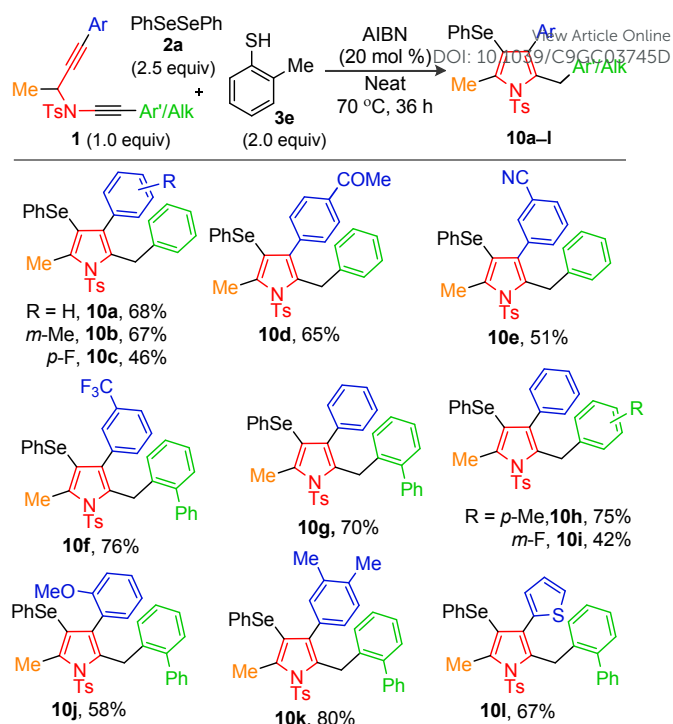 Ar PhSeSePh
2a
(2.5 equiv)
SH
Me
3e
(2.0 equiv)
+
Me
TsN
Ar'/Alk
1 (1.0 equiv)
AIBN
(20 mol %)
Neat
70 °C, 36 h
View Article Online
DOI: 10.1039/C9GC03745D
PhSe
Ar
Me
N
Ts
Ar'/Alk
10a–l
R
PhSe
Me
N
Ts
R = H, 10a, 68%
m-Me, 10b, 67%
p-F, 10c, 46%
COMe
PhSe
Me
N
Ts
10d, 65%
NC
PhSe
Me
N
Ts
10e, 51%
F3C
PhSe
Me
N
Ts
Ph
10f, 76%
PhSe
Me
N
Ts
Ph
10g, 70%
PhSe
R
Me
N
Ts
R = p-Me, 10h, 75%
m-F, 10i, 42%
MeO
PhSe
Me
N
Ts
Ph
10j, 58%
Me
Me
PhSe
Me
N
Ts
Ph
10k, 80%
S
PhSe
Me
N
Ts
Ph
10l, 67%